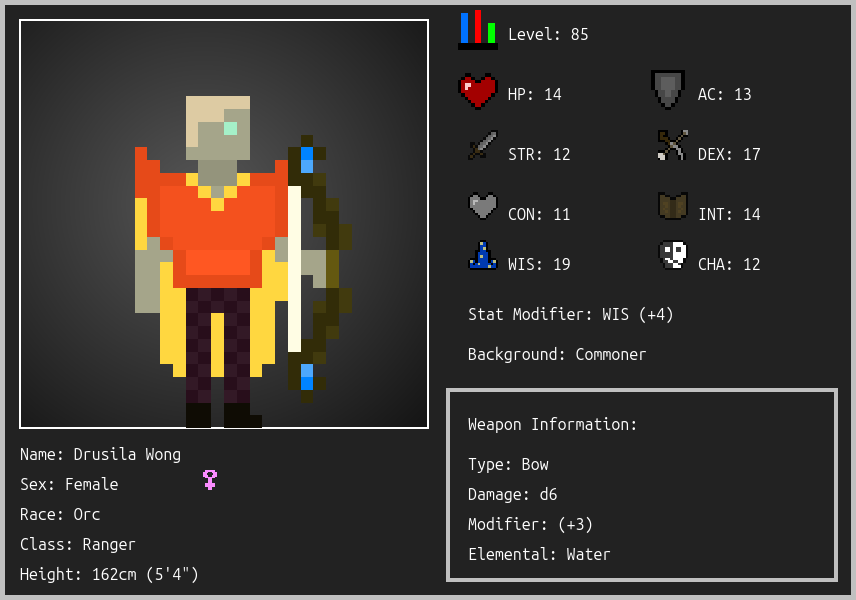 Level: 85
HP: 14
AC: 13
STR: 12
DEX: 17
CON: 11
INT: 14
WIS: 19
CHA: 12
Stat Modifier: WIS (+4)
Background: Commoner
Weapon Information:
Type: Bow
Damage: d6
Modifier: (+3)
Elemental: Water
Name: Drusila Wong
Sex: Female
Race: Orc
Class: Ranger
Height: 162cm (5'4")